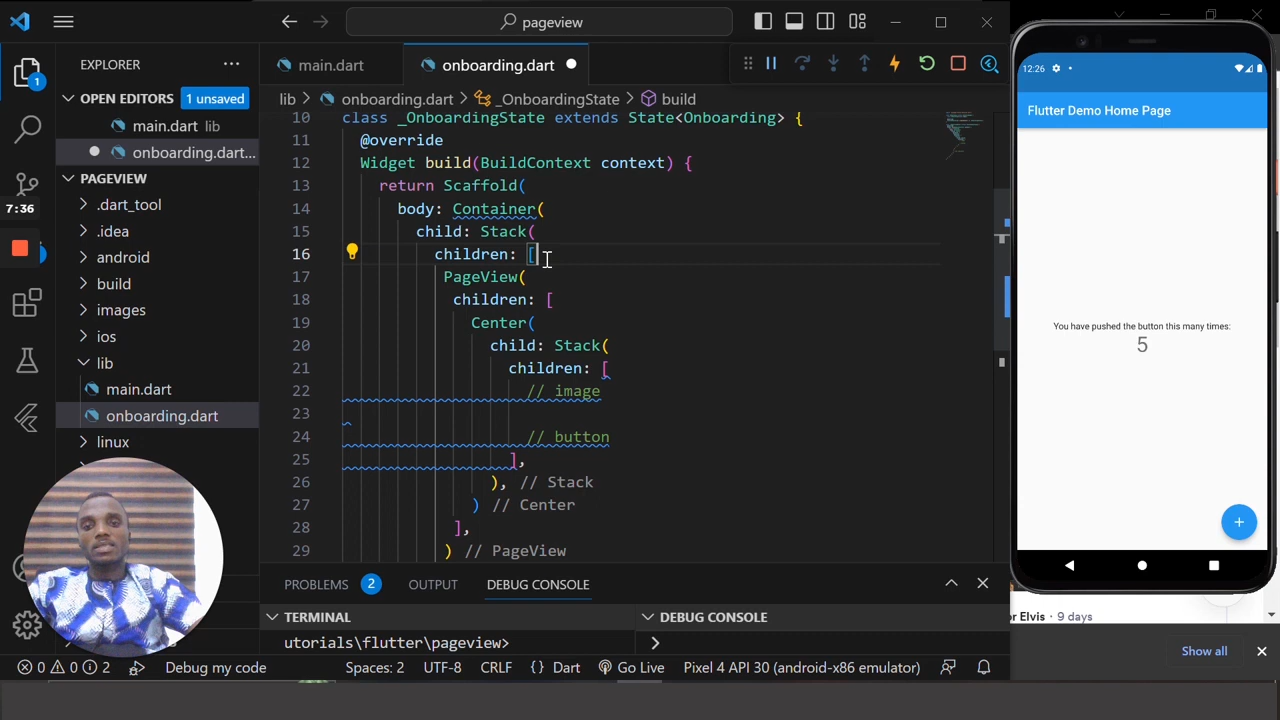 pageview
EXPLORER
main.dart
onboarding.dart
OPEN EDITORS
1 unsaved
main.dart lib
onboarding.dart...
PAGEVIEW
.dart_tool
.idea
android
build
images
ios
lib
main.dart
onboarding.dart
linux
1
7:36
lib > onboarding.dart > _OnboardingState > build
10 class _OnboardingState extends State<Onboarding> {
11 @override
12 Widget build(BuildContext context) {
13 return Scaffold(
14 body: Container(
15 child: Stack(
16 children: [
17 PageView(
18 children: [
19 Center(
20 child: Stack(
21 children: [
22 // image
23
24 // button
25 ],
26 ), // Stack
27 ) // Center
28 ],
29 ) // PageView
PROBLEMS 2 OUTPUT DEBUG CONSOLE
TERMINAL
utorials\flutter\pageview>
DEBUG CONSOLE
>
0 0 2 Debug my code Spaces: 2 UTF-8 CRLF {} Dart Go Live Pixel 4 API 30 (android-x86 emulator)
12:26
Flutter Demo Home Page
You have pushed the button this many times:
5
+
or Elvis • 9 days
Show all